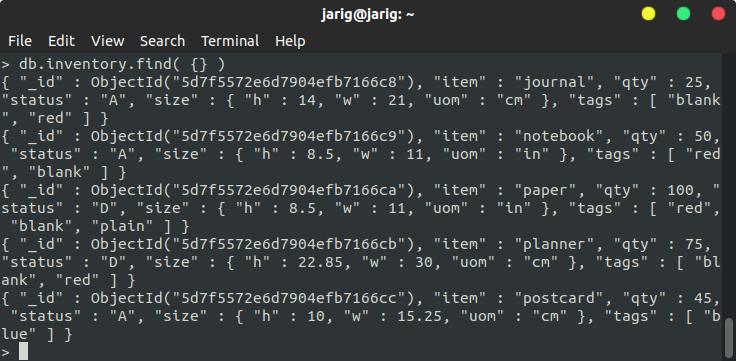 jarig@jarig: ~
File Edit View Search Terminal Help
> db.inventory.find( {} )
{ "_id" : ObjectId("5d7f5572e6d7904efb7166c8"), "item" : "journal", "qty" : 25,
"status" : "A", "size" : { "h" : 14, "w" : 21, "uom" : "cm" }, "tags" : [ "blank
", "red" ] }
{ "_id" : ObjectId("5d7f5572e6d7904efb7166c9"), "item" : "notebook", "qty" : 50,
 "status" : "A", "size" : { "h" : 8.5, "w" : 11, "uom" : "in" }, "tags" : [ "red
", "blank" ] }
{ "_id" : ObjectId("5d7f5572e6d7904efb7166ca"), "item" : "paper", "qty" : 100, "
status" : "D", "size" : { "h" : 8.5, "w" : 11, "uom" : "in" }, "tags" : [ "red",
 "blank", "plain" ] }
{ "_id" : ObjectId("5d7f5572e6d7904efb7166cb"), "item" : "planner", "qty" : 75,
"status" : "D", "size" : { "h" : 22.85, "w" : 30, "uom" : "cm" }, "tags" : [ "bl
ank", "red" ] }
{ "_id" : ObjectId("5d7f5572e6d7904efb7166cc"), "item" : "postcard", "qty" : 45,
 "status" : "A", "size" : { "h" : 10, "w" : 15.25, "uom" : "cm" }, "tags" : [ "b
lue" ] }
>